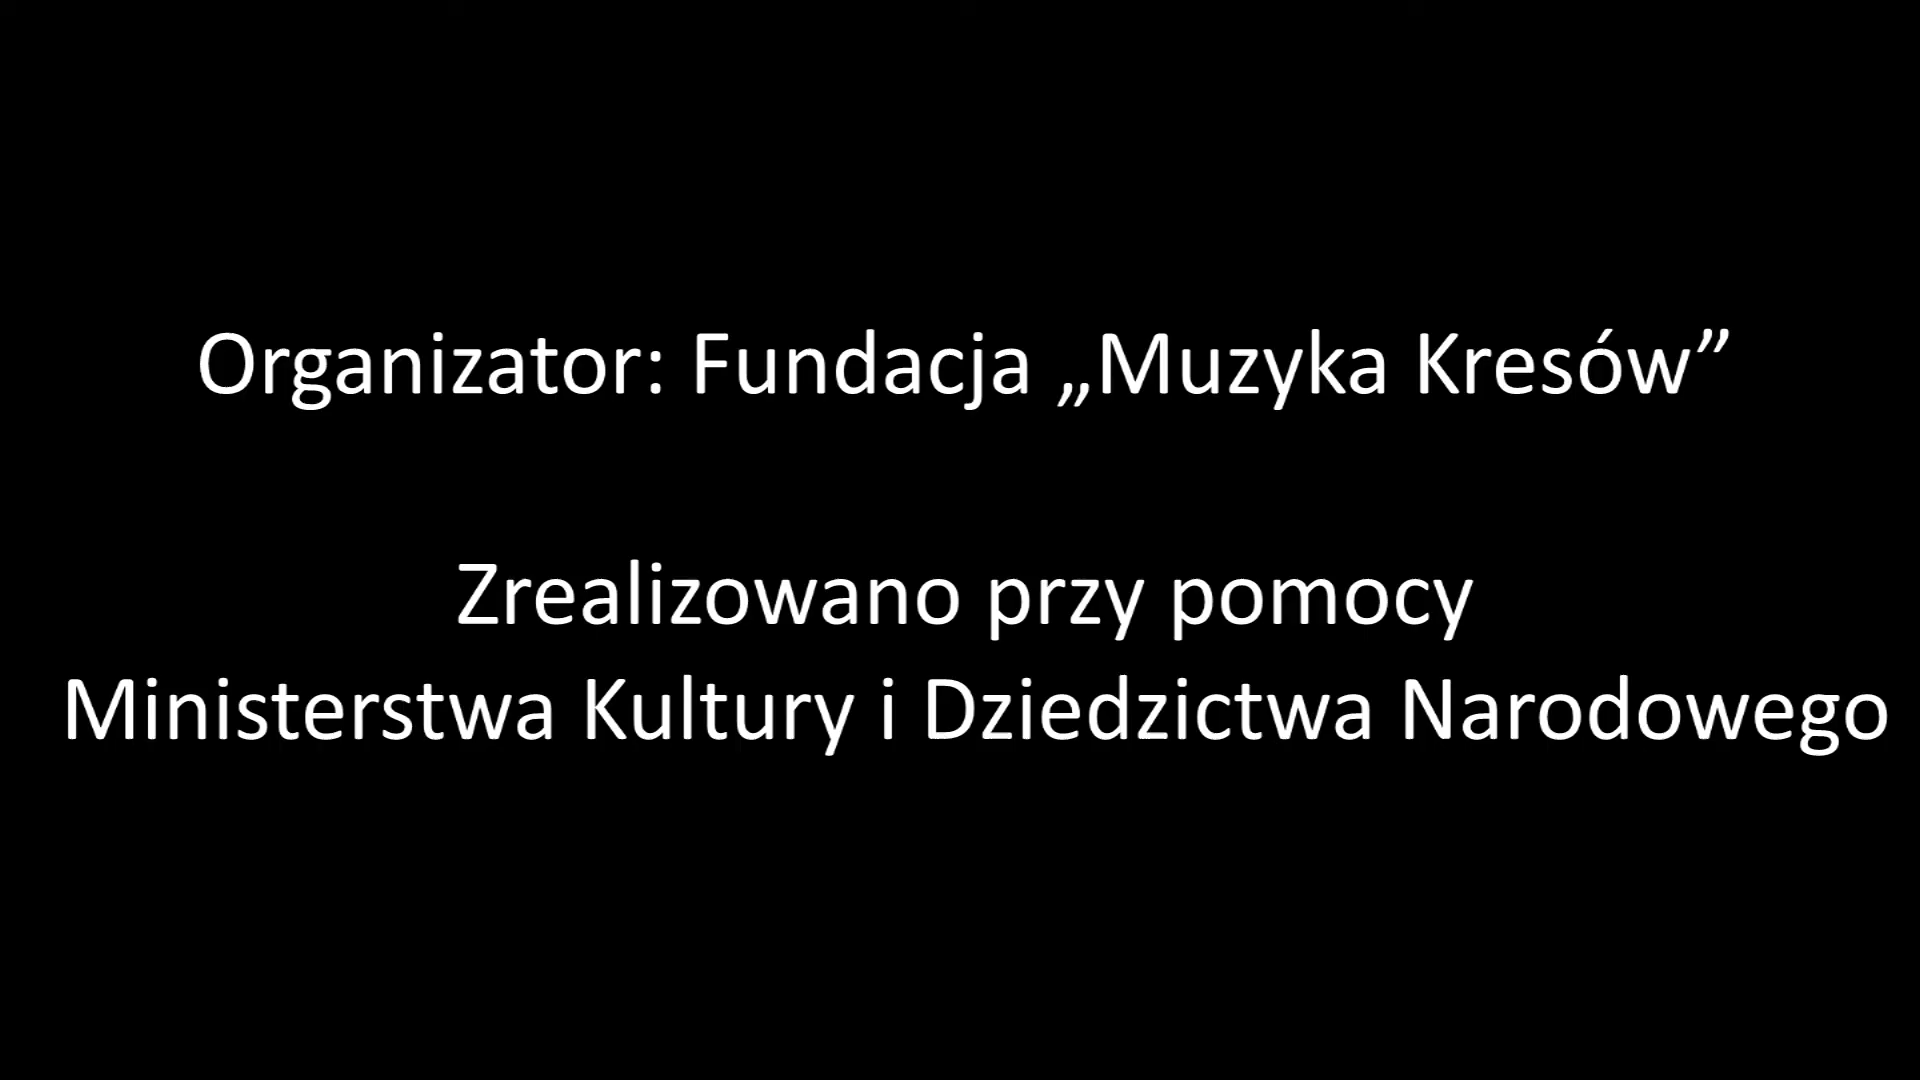 Organizator: Fundacja „Muzyka Kresów”
Zrealizowano przy pomocy
Ministerstwa Kultury i Dziedzictwa Narodowego